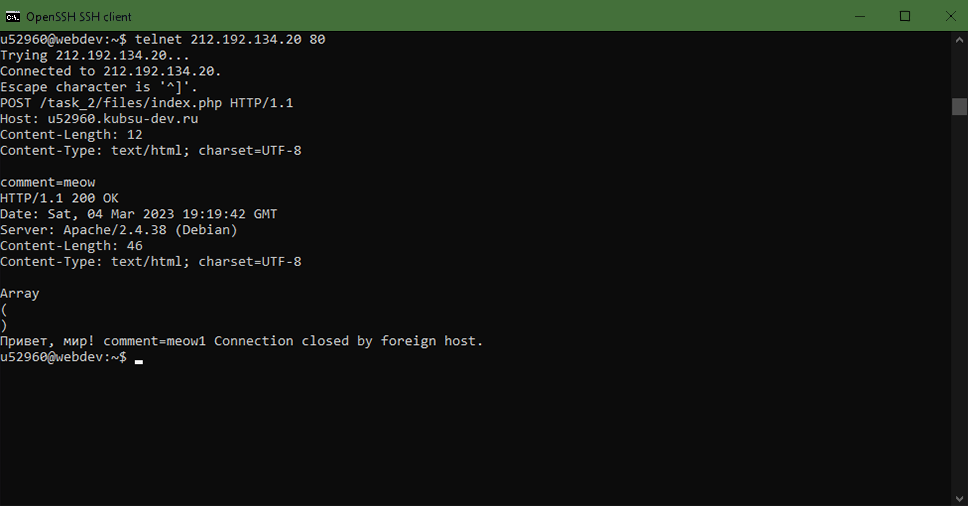 OpenSSH SSH client
u52960@webdev:~$ telnet 212.192.134.20 80
Trying 212.192.134.20...
Connected to 212.192.134.20.
Escape character is '^]'.
POST /task_2/files/index.php HTTP/1.1
Host: u52960.kubsu-dev.ru
Content-Length: 12
Content-Type: text/html; charset=UTF-8
comment=meow
HTTP/1.1 200 OK
Date: Sat, 04 Mar 2023 19:19:42 GMT
Server: Apache/2.4.38 (Debian)
Content-Length: 46
Content-Type: text/html; charset=UTF-8
Array
(
)
Привет, мир! comment=meow1 Connection closed by foreign host.
u52960@webdev:~$